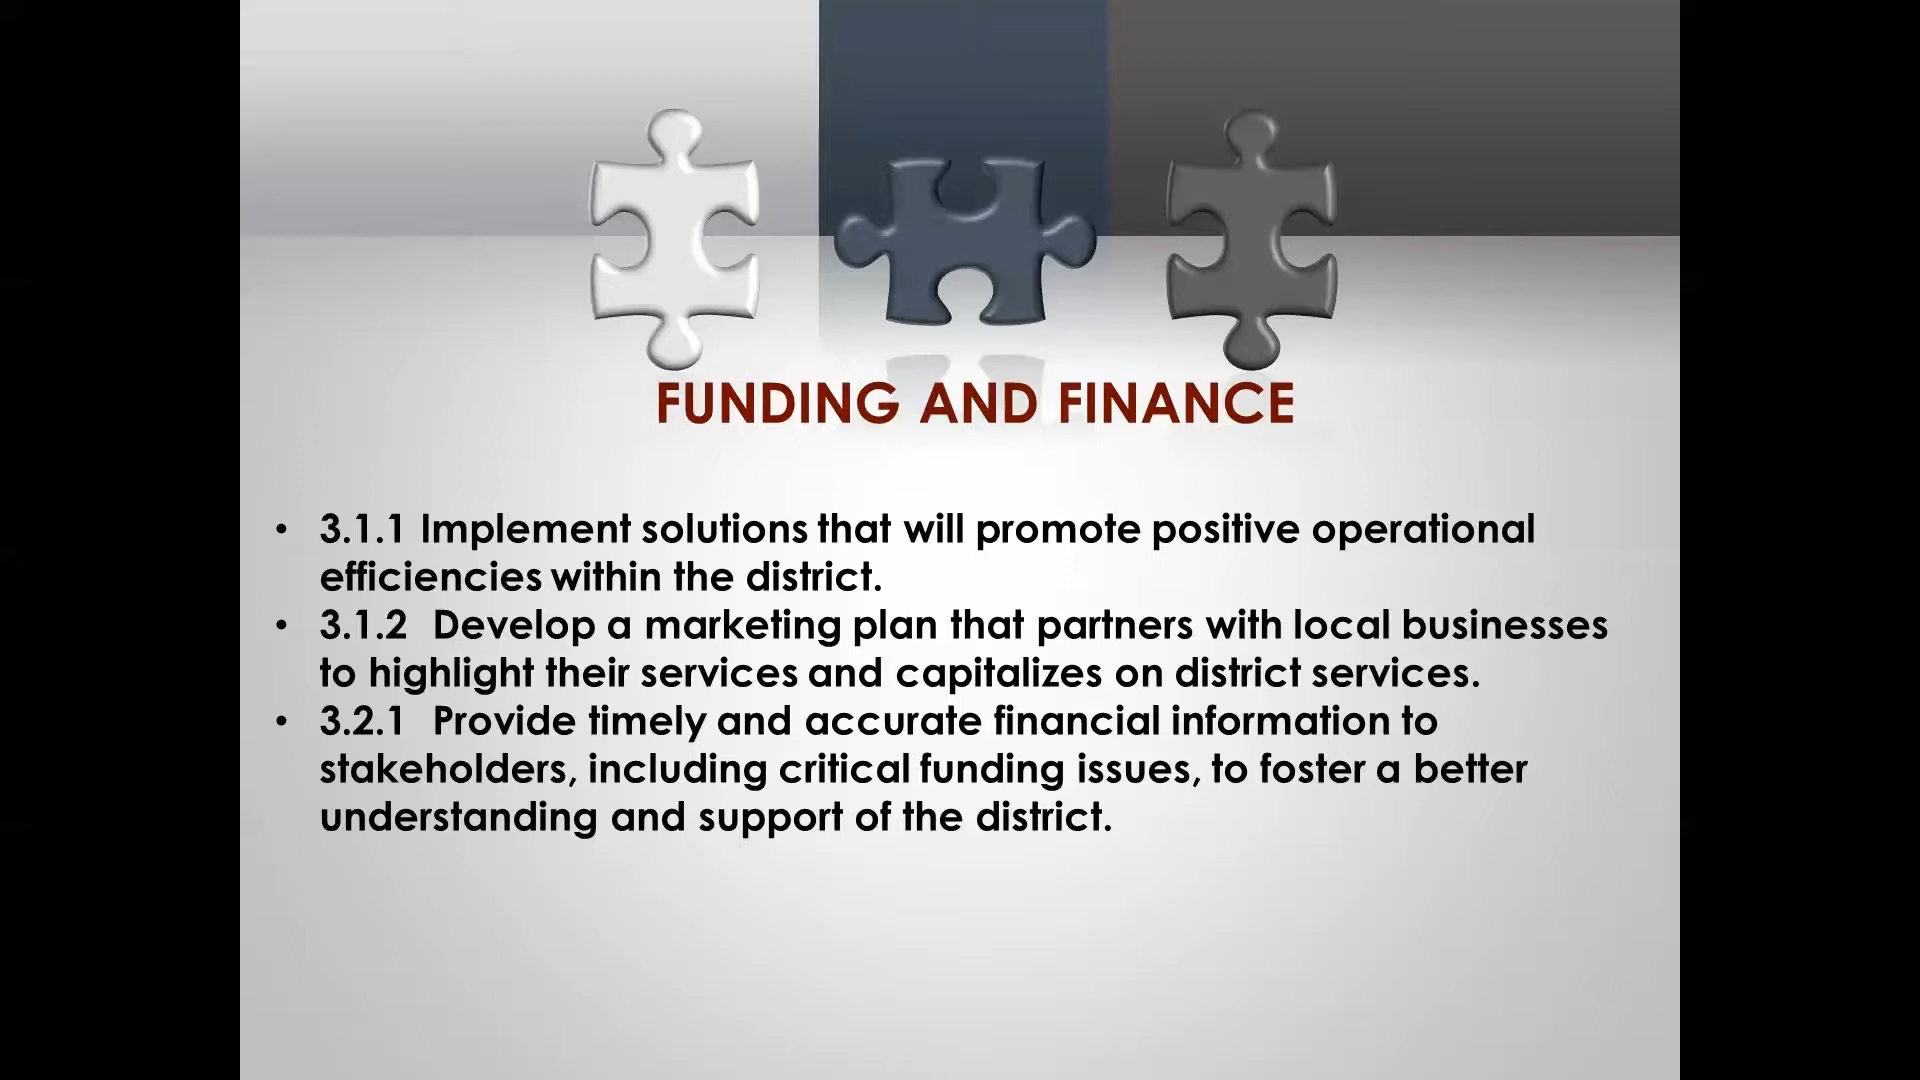 FUNDING AND FINANCE
• 3.1.1 Implement solutions that will promote positive operational
efficiencies within the district.
• 3.1.2 Develop a marketing plan that partners with local businesses
to highlight their services and capitalizes on district services.
• 3.2.1 Provide timely and accurate financial information to
stakeholders, including critical funding issues, to foster a better
understanding and support of the district.